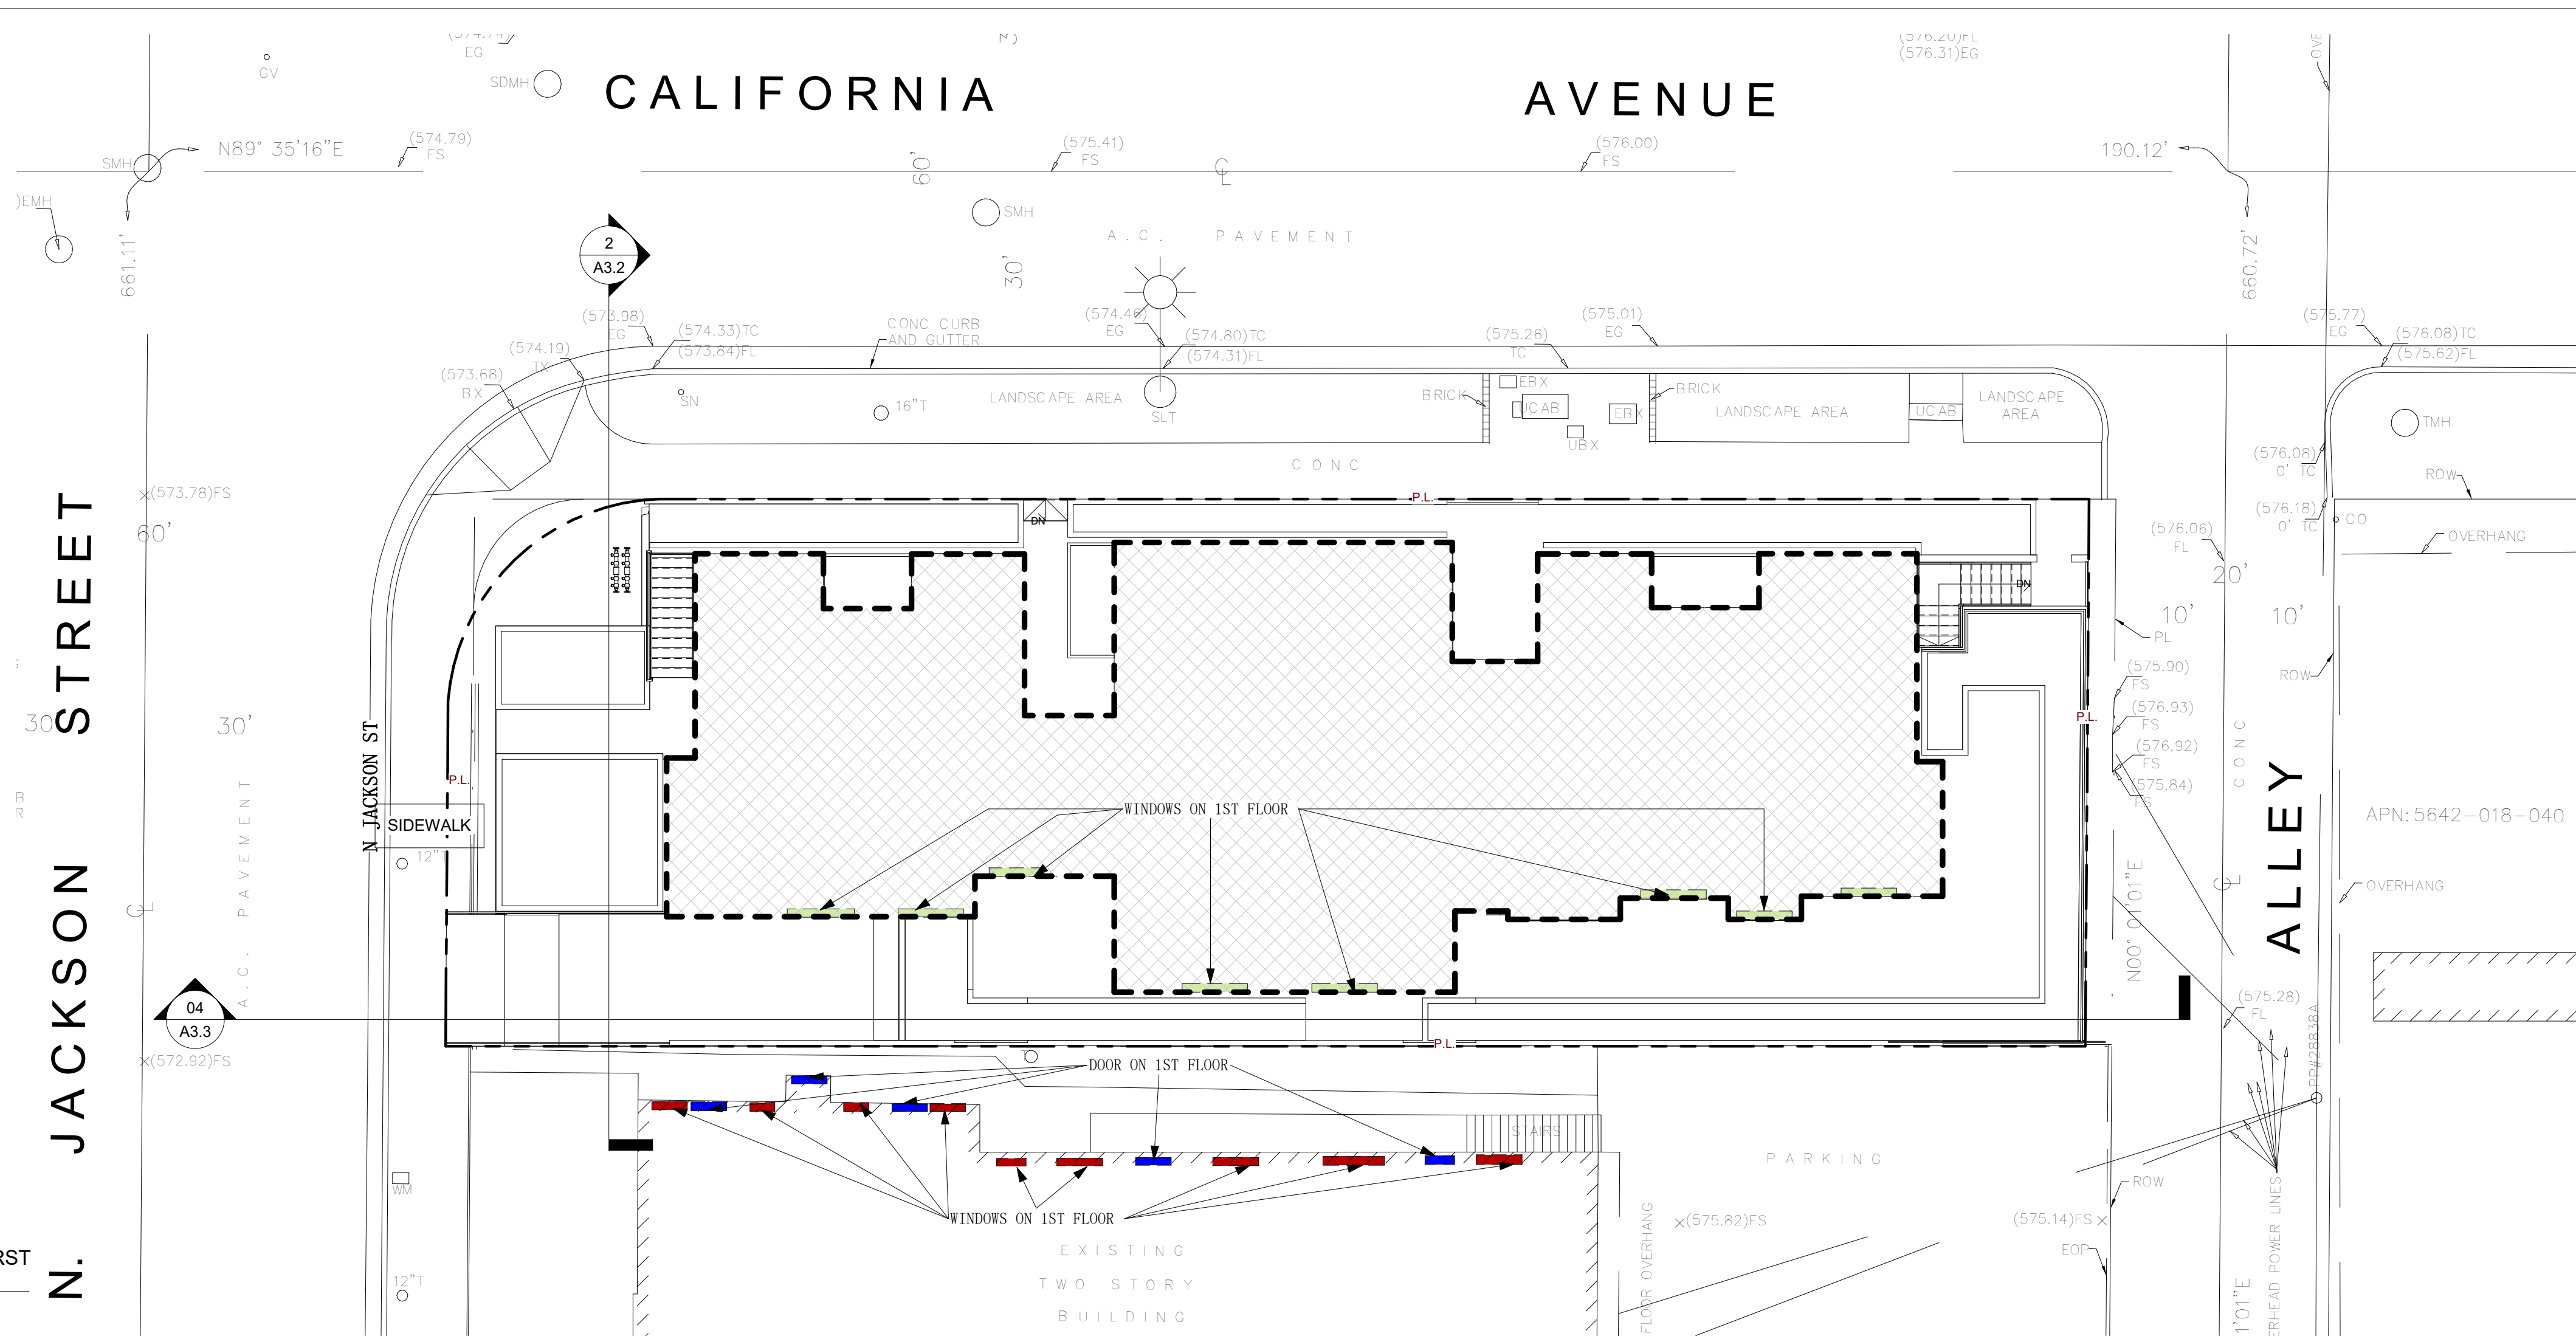 EG
(576.31)EG
GV
SDMH
CALIFORNIA AVENUE
N89° 35'16"E
(574.79)
FS
SMH
60'
(575.41)
FS
(576.00)
FS
190.12'
)EMH
SMH
661.11'
2
A3.2
30'
A.C. PAVEMENT
660.72'
(573.98)
EG
(574.33)TC
(573.84)FL
CONC CURB
AND GUTTER
(574.46)
EG
(574.80)TC
(574.31)FL
(575.26)
TC
(575.01)
EG
(575.77)
EG
(576.08)TC
(575.62)FL
(574.19)
TX
(573.68)
BX
SN
16"T
LANDSCAPE AREA
SLT
BRICK
EBX
UCAB
EBX
UBX
BRICK
LANDSCAPE AREA
UCAB
LANDSCAPE
AREA
TMH
CONC
(576.08)
0' TC
ROW
(573.78)FS
60'
P.L.
DN
(576.18)
0' TC
CO
(576.06)
FL
OVERHANG
20'
DN
10'
10'
PL
(575.90)
FS
ROW
(576.93)
FS
P.L.
(576.92)
FS
(575.84)
FS
30'
30'
N. JACKSON STREET
N JACKSON ST
P.L.
SIDEWALK
12"T
A.C. PAVEMENT
WINDOWS ON 1ST FLOOR
CONC
ALLEY
APN: 5642-018-040
OVERHANG
N00° 01'01"E
04
A3.3
(575.28)
FL
(572.92)FS
P.L.
DOOR ON 1ST FLOOR
PP#28838A
STAIRS
PARKING
WM
ROW
WINDOWS ON 1ST FLOOR
(575.82)FS
(575.14)FS
EOP
FLOOR OVERHANG
EXISTING
TWO STORY
BUILDING
12"T